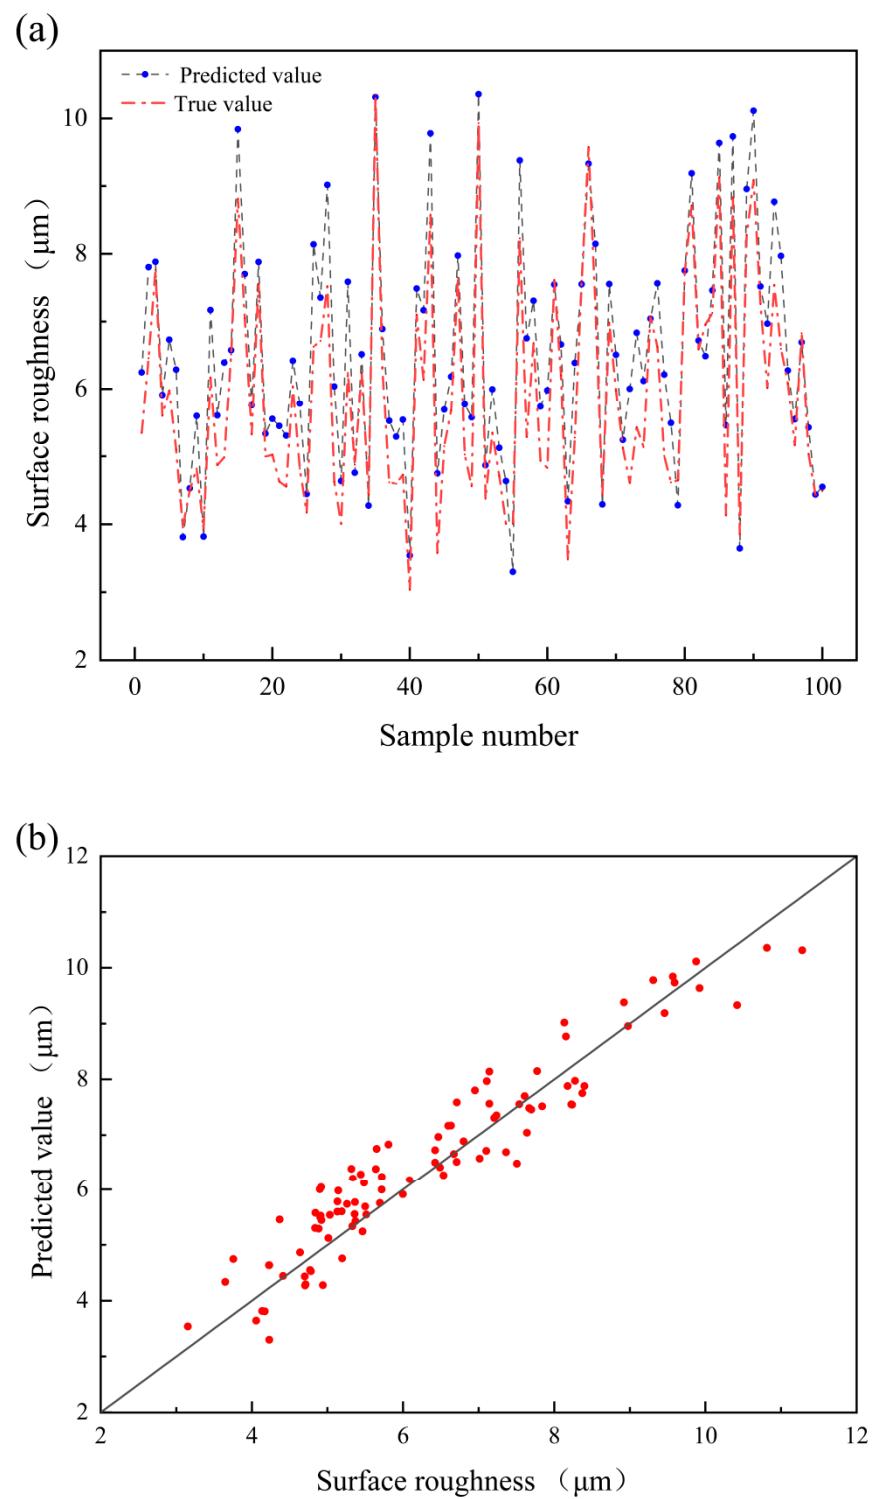 (a)
Predicted value
True value
10
8
6
4
2
Surface roughness （μm）
0 20 40 60 80 100
Sample number
(b)
12
10
8
6
4
2
Predicted value （μm）
2 4 6 8 10 12
Surface roughness （μm）